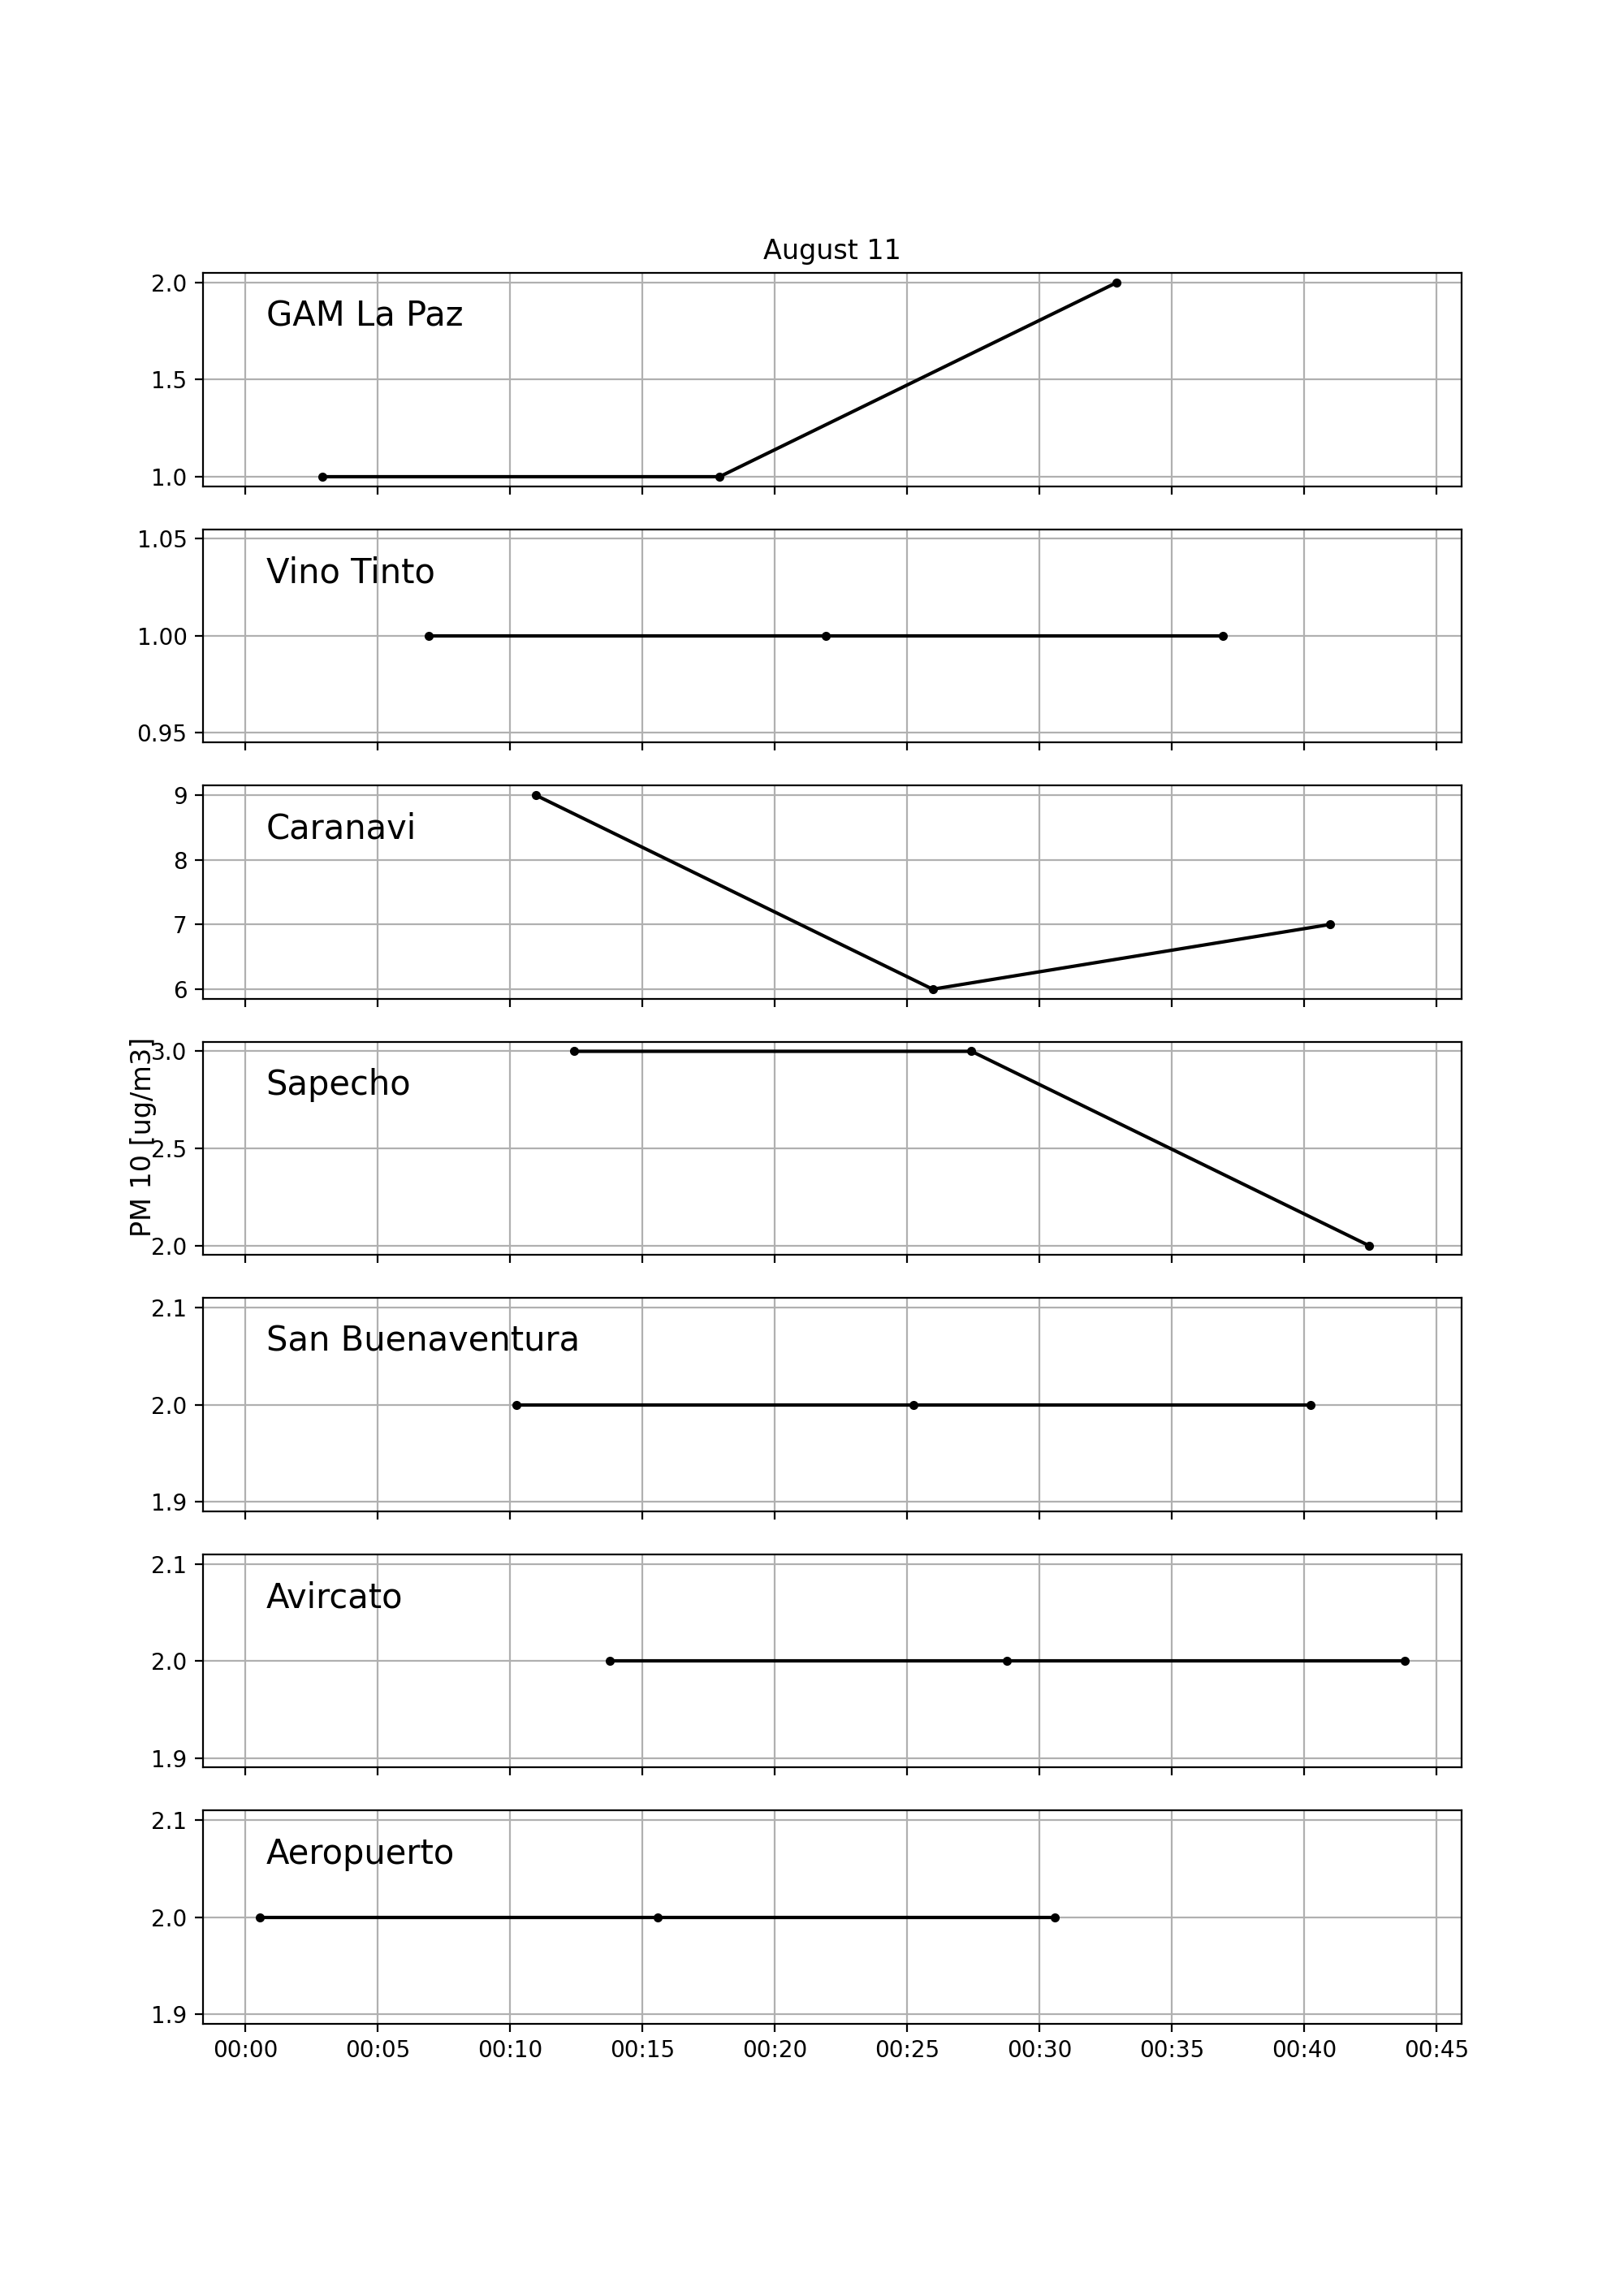 August 11
2.0
GAM La Paz
1.5
1.0
1.05
Vino Tinto
1.00
0.95
9
Caranavi
8
7
6
PM 10 [ug/m3]
3.0
Sapecho
2.5
2.0
2.1
San Buenaventura
2.0
1.9
2.1
Avircato
2.0
1.9
2.1
Aeropuerto
2.0
1.9
00:00 00:05 00:10 00:15 00:20 00:25 00:30 00:35 00:40 00:45